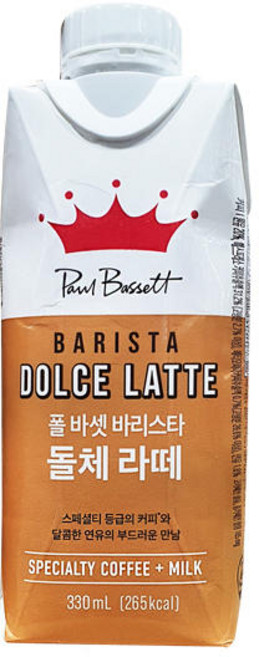 Paul Bassett
BARISTA
DOLCE LATTE
폴 바셋 바리스타
돌체 라떼
스페셜티 등급의 커피*와
달콤한 연유의 부드러운 만남
SPECIALTY COFFEE + MILK
330mL (265kcal)